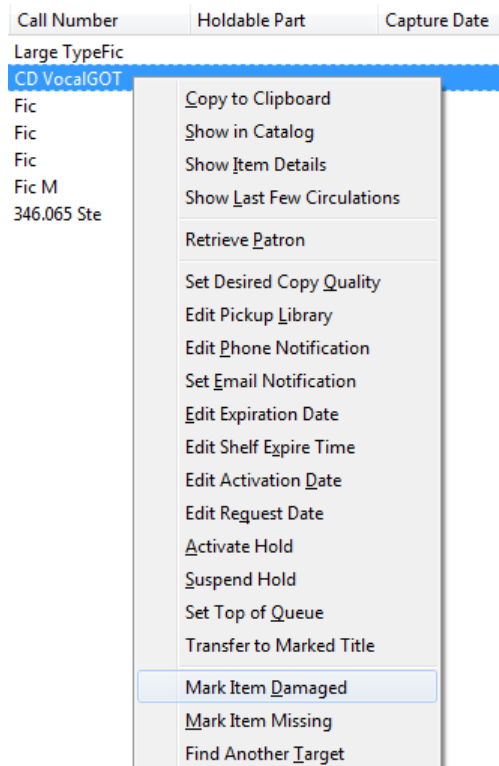 Call Number Holdable Part Capture Date
Large TypeFic
CD VocalGOT
Fic
Fic
Fic
Fic M
346.065 Ste
Copy to Clipboard
Show in Catalog
Show Item Details
Show Last Few Circulations
Retrieve Patron
Set Desired Copy Quality
Edit Pickup Library
Edit Phone Notification
Set Email Notification
Edit Expiration Date
Edit Shelf Expire Time
Edit Activation Date
Edit Request Date
Activate Hold
Suspend Hold
Set Top of Queue
Transfer to Marked Title
Mark Item Damaged
Mark Item Missing
Find Another Target